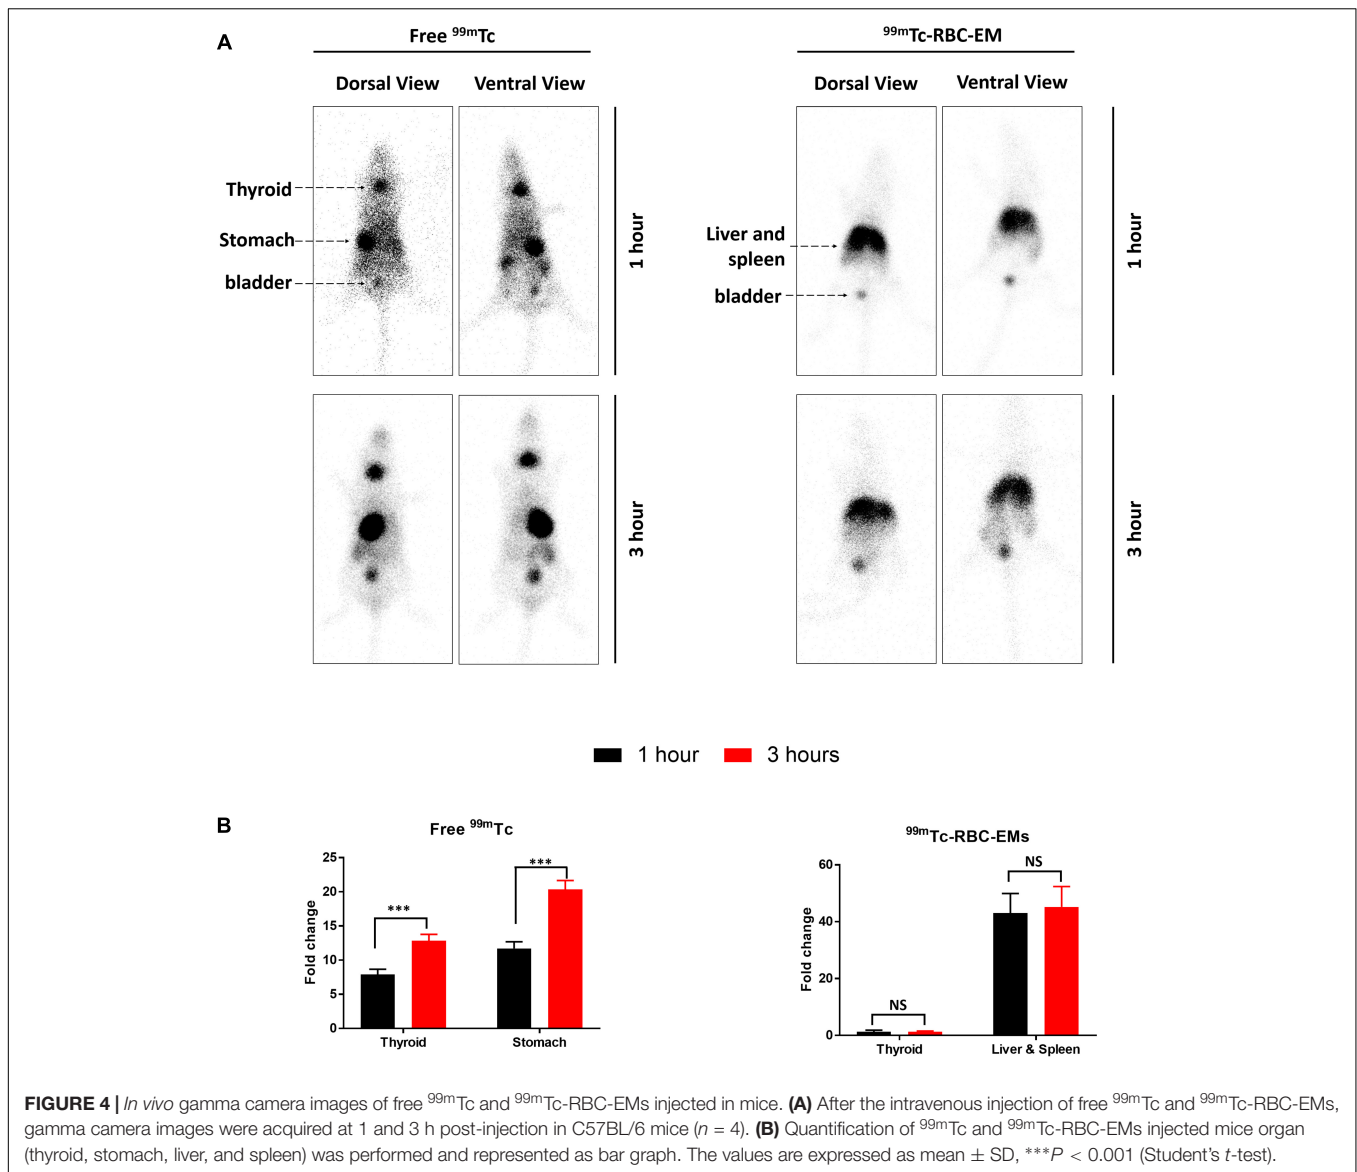 A
Free 99mTc
99mTc-RBC-EM
Dorsal View
Ventral View
Dorsal View
Ventral View
Thyroid
Stomach
bladder
1 hour
Liver and
spleen
bladder
1 hour
3 hour
3 hour
1 hour
3 hours
B
Free 99mTc
Fold change
25
20
15
10
5
0
***
***
Thyroid
Stomach
99mTc-RBC-EMs
Fold change
60
40
20
0
NS
NS
Thyroid
Liver & Spleen
FIGURE 4 | In vivo gamma camera images of free 99mTc and 99mTc-RBC-EMs injected in mice. (A) After the intravenous injection of free 99mTc and 99mTc-RBC-EMs,
gamma camera images were acquired at 1 and 3 h post-injection in C57BL/6 mice (n = 4). (B) Quantification of 99mTc and 99mTc-RBC-EMs injected mice organ
(thyroid, stomach, liver, and spleen) was performed and represented as bar graph. The values are expressed as mean ± SD, ***P < 0.001 (Student's t-test).